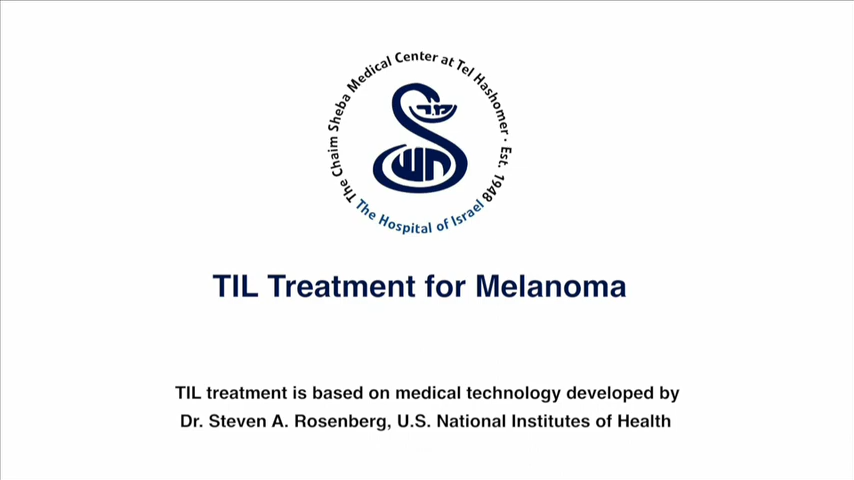 The Chaim Sheba Medical Center at Tel Hashomer · Est. 1948
The Hospital of Israel
TIL Treatment for Melanoma
TIL treatment is based on medical technology developed by
Dr. Steven A. Rosenberg, U.S. National Institutes of Health